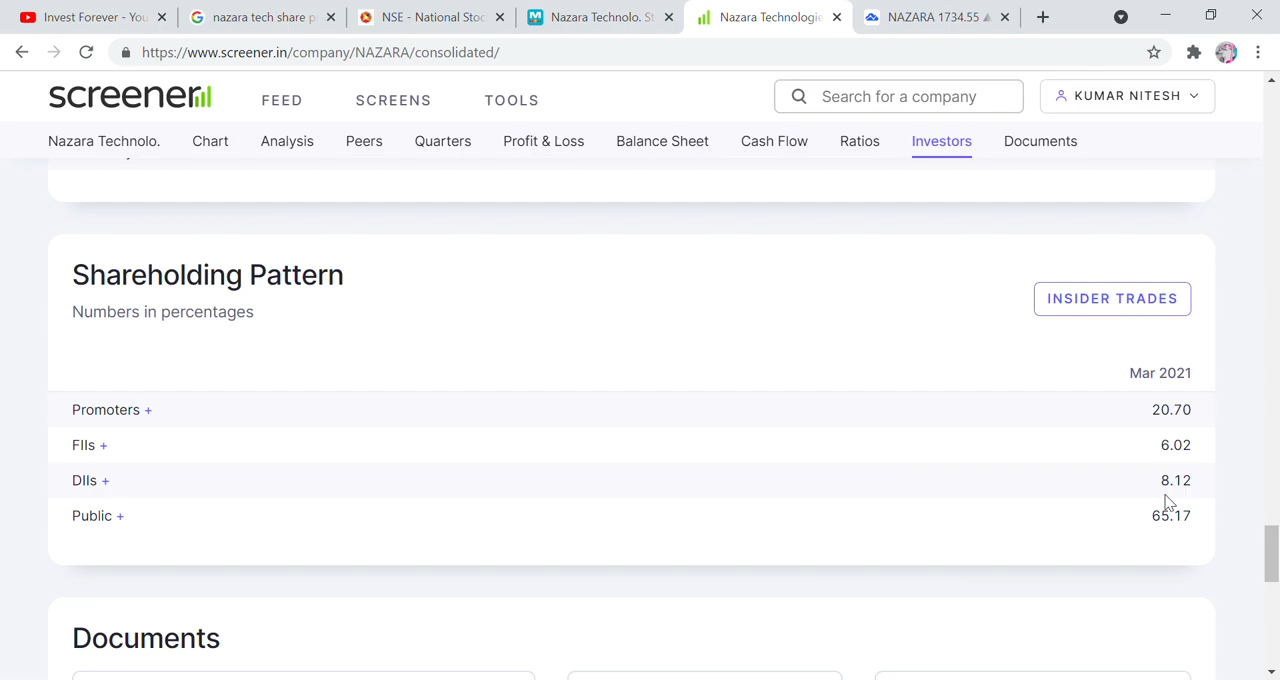 Invest Forever - You
nazara tech share p
NSE - National Stoc
Nazara Technolo. S
Nazara Technologie
NAZARA 1734.55
https://www.screener.in/company/NAZARA/consolidated/
screener
FEED
SCREENS
TOOLS
Search for a company
KUMAR NITESH
Nazara Technolo.
Chart
Analysis
Peers
Quarters
Profit & Loss
Balance Sheet
Cash Flow
Ratios
Investors
Documents
Shareholding Pattern
Numbers in percentages
INSIDER TRADES
Mar 2021
Promoters + 20.70
FIIs + 6.02
DIIs + 8.12
Public + 65.17
Documents